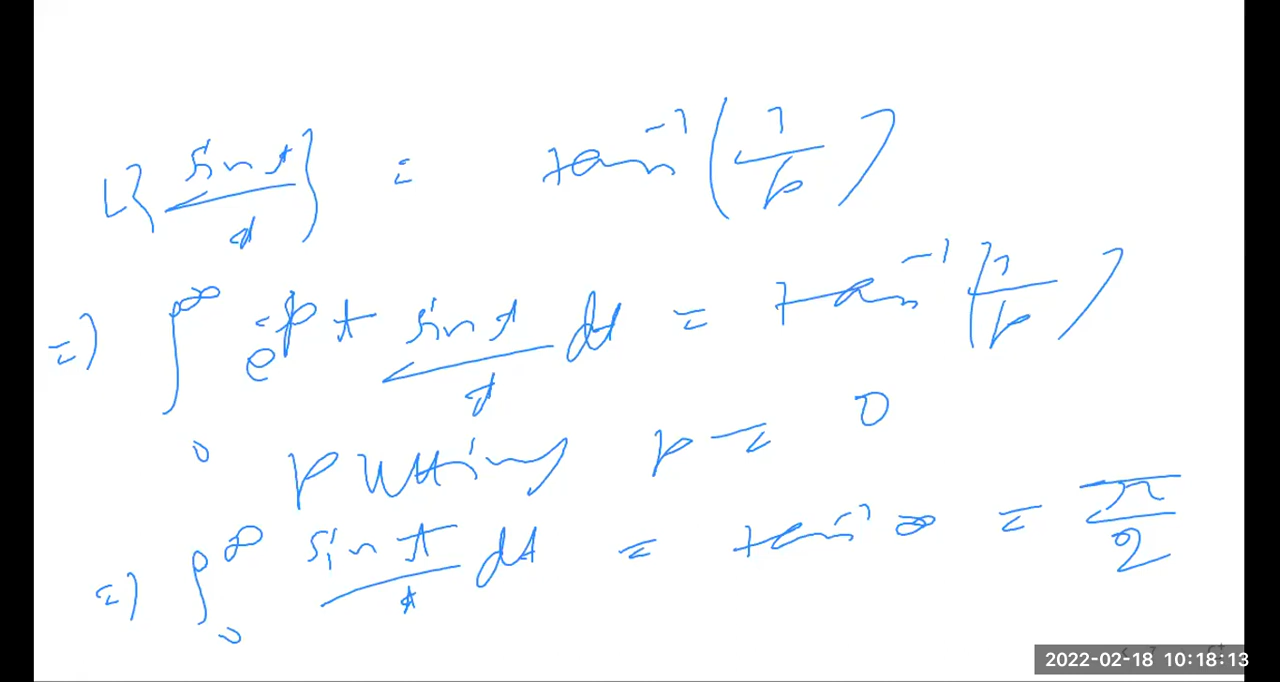 L{sin t/t} = tan⁻¹(1/p)
=> ∫₀^∞ e^-pt sin t/t dt = tan⁻¹(1/p)
putting p = 0
=> ∫₀^∞ sin t/t dt = tan⁻¹ ∞ = π/2
2022-02-18 10:18:13